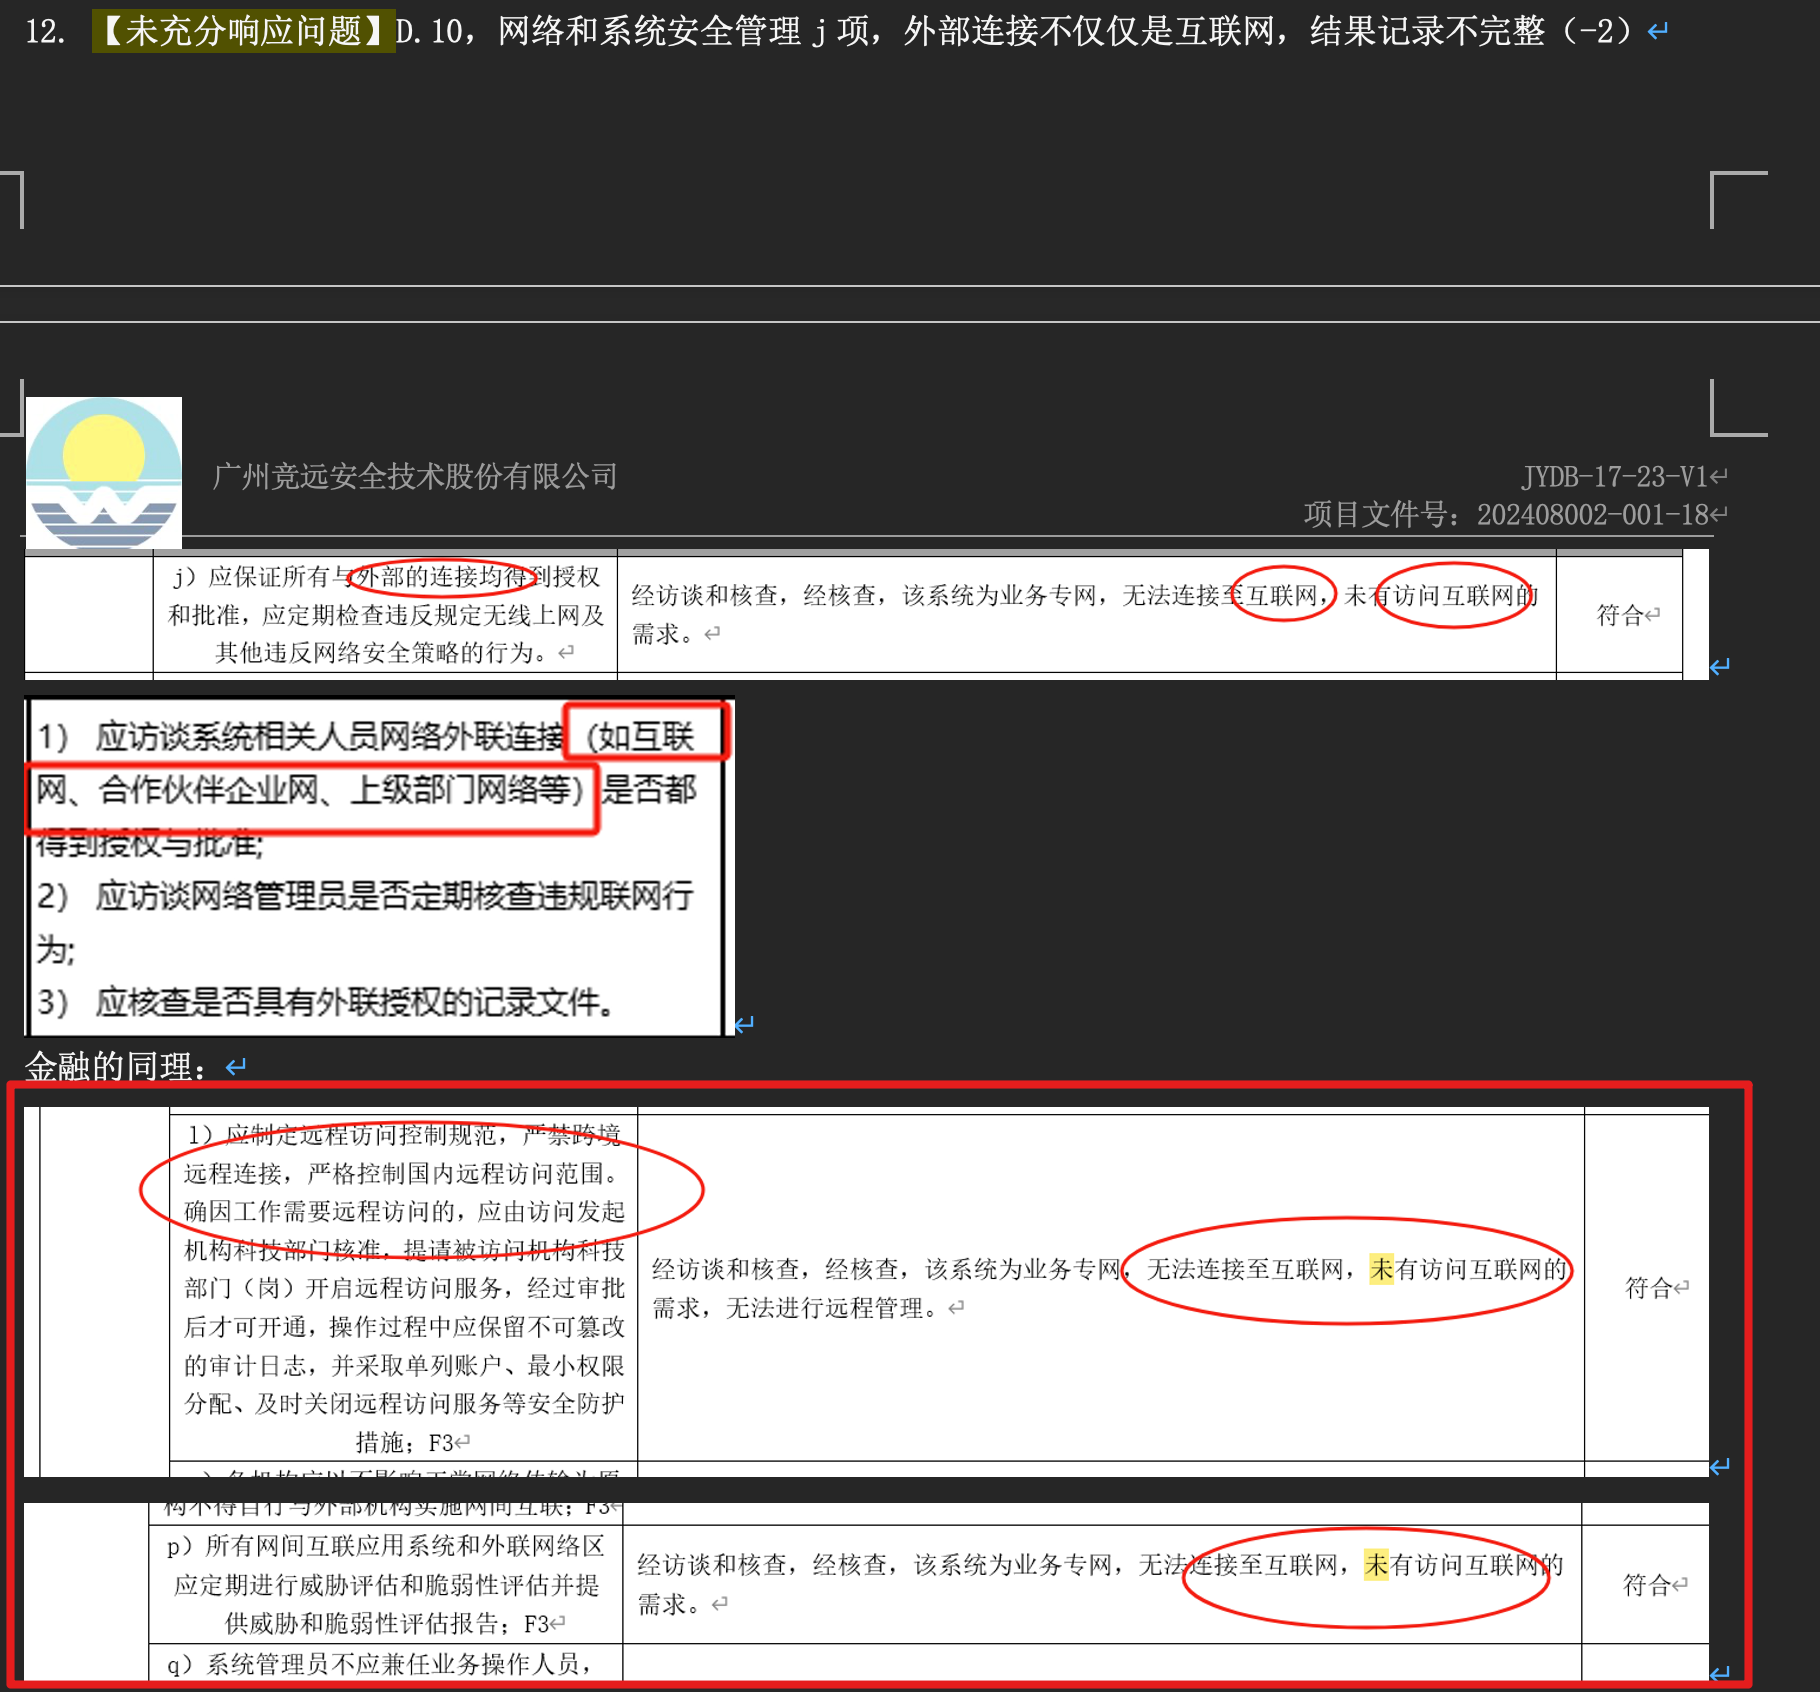 12. 【未充分响应问题】D.10，网络和系统安全管理 j 项，外部连接不仅仅是互联网，结果记录不完整（-2）
广州竞远安全技术股份有限公司
JYDB-17-23-V1
项目文件号：202408002-001-18
j）应保证所有与外部的连接均得到授权
和批准，应定期检查违反规定无线上网及
其他违反网络安全策略的行为。
经访谈和核查，经核查，该系统为业务专网，无法连接至互联网，未有访问互联网的
需求。
符合
1） 应访谈系统相关人员网络外联连接（如互联
网、合作伙伴企业网、上级部门网络等）是否都
得到授权与批准;
2） 应访谈网络管理员是否定期核查违规联网行
为;
3） 应核查是否具有外联授权的记录文件。
金融的同理：
l）应制定远程访问控制规范，严禁跨境
远程连接，严格控制国内远程访问范围。
确因工作需要远程访问的，应由访问发起
机构科技部门核准，提请被访问机构科技
部门（岗）开启远程访问服务，经过审批
后才可开通，操作过程中应保留不可篡改
的审计日志，并采取单列账户、最小权限
分配、及时关闭远程访问服务等安全防护
措施；F3
经访谈和核查，经核查，该系统为业务专网，无法连接至互联网，未有访问互联网的
需求，无法进行远程管理。
符合
构不得自行与外部机构实施网间互联；F3
p）所有网间互联应用系统和外联网络区
应定期进行威胁评估和脆弱性评估并提
供威胁和脆弱性评估报告；F3
经访谈和核查，经核查，该系统为业务专网，无法连接至互联网，未有访问互联网的
需求。
符合
q）系统管理员不应兼任业务操作人员，